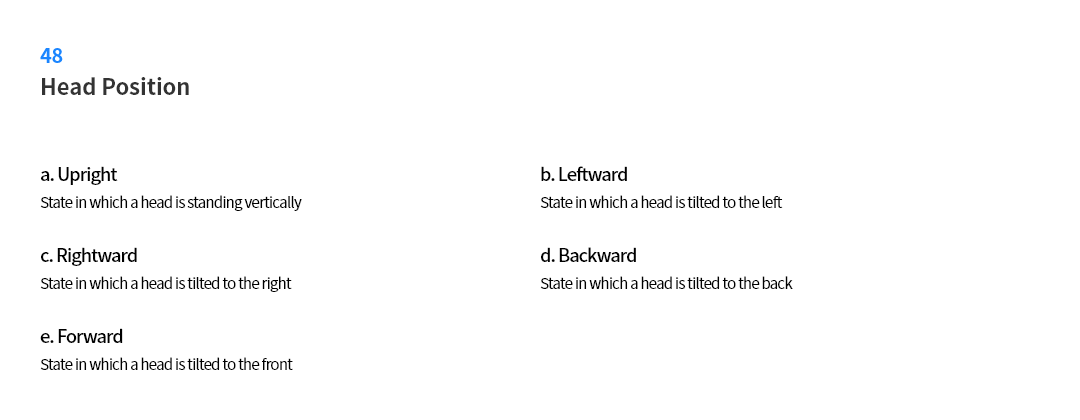 48
Head Position
a. Upright
State in which a head is standing vertically
b. Leftward
State in which a head is tilted to the left
c. Rightward
State in which a head is tilted to the right
d. Backward
State in which a head is tilted to the back
e. Forward
State in which a head is tilted to the front